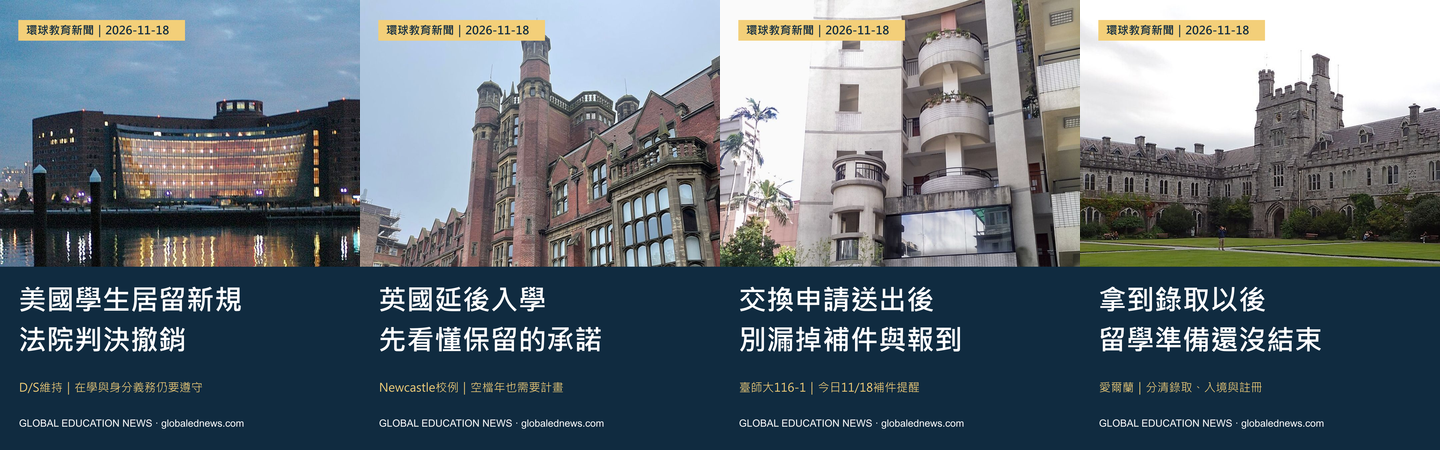 環球教育新聞｜2026-11-18
美國學生居留新規
法院判決撤銷
D/S維持｜在學與身分義務仍要遵守
GLOBAL EDUCATION NEWS · globalednews.com
環球教育新聞｜2026-11-18
英國延後入學
先看懂保留的承諾
Newcastle校例｜空檔年也需要計畫
GLOBAL EDUCATION NEWS · globalednews.com
環球教育新聞｜2026-11-18
交換申請送出後
別漏掉補件與報到
臺師大116-1｜今日11/18補件提醒
GLOBAL EDUCATION NEWS · globalednews.com
環球教育新聞｜2026-11-18
拿到錄取以後
留學準備還沒結束
愛爾蘭｜分清錄取、入境與註冊
GLOBAL EDUCATION NEWS · globalednews.com